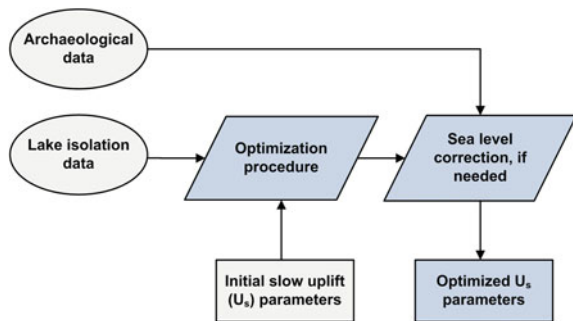 Archaeological
data
Lake isolation
data
Optimization
procedure
Sea level
correction, if
needed
Initial slow uplift
(Uₛ) parameters
Optimized Uₛ
parameters